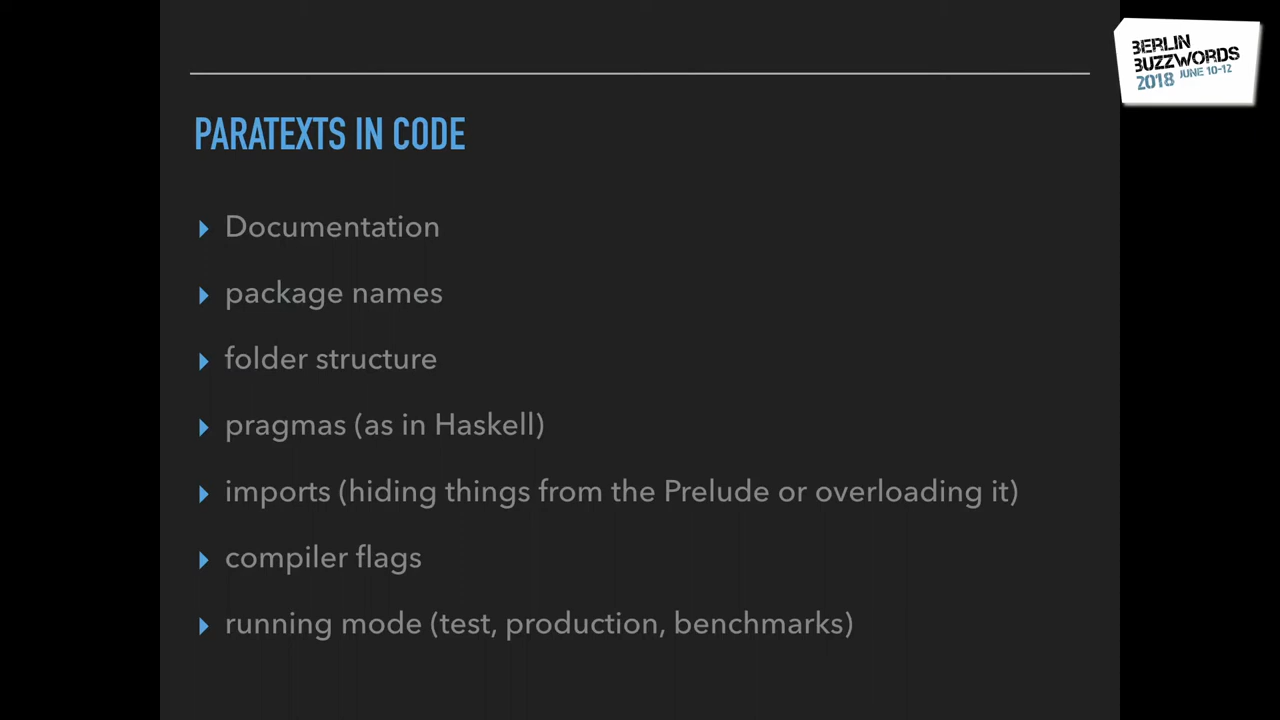 BERLIN
BUZZWORDS
2018 JUNE 10-12
PARATEXTS IN CODE
Documentation
package names
folder structure
pragmas (as in Haskell)
imports (hiding things from the Prelude or overloading it)
compiler flags
running mode (test, production, benchmarks)